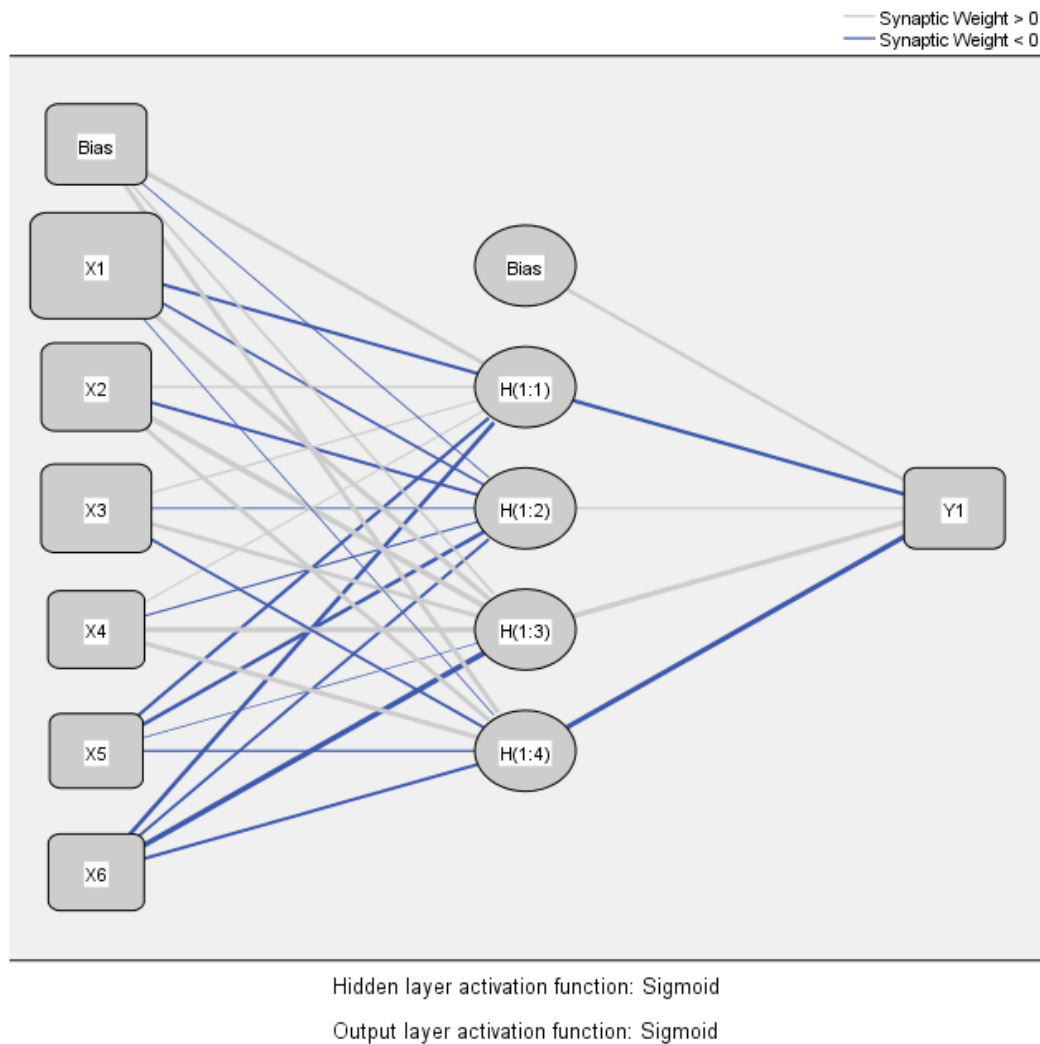 Synaptic Weight > 0
Synaptic Weight < 0
Bias
X1
X2
X3
X4
X5
X6
Bias
H(1:1)
H(1:2)
H(1:3)
H(1:4)
Y1
Hidden layer activation function: Sigmoid
Output layer activation function: Sigmoid